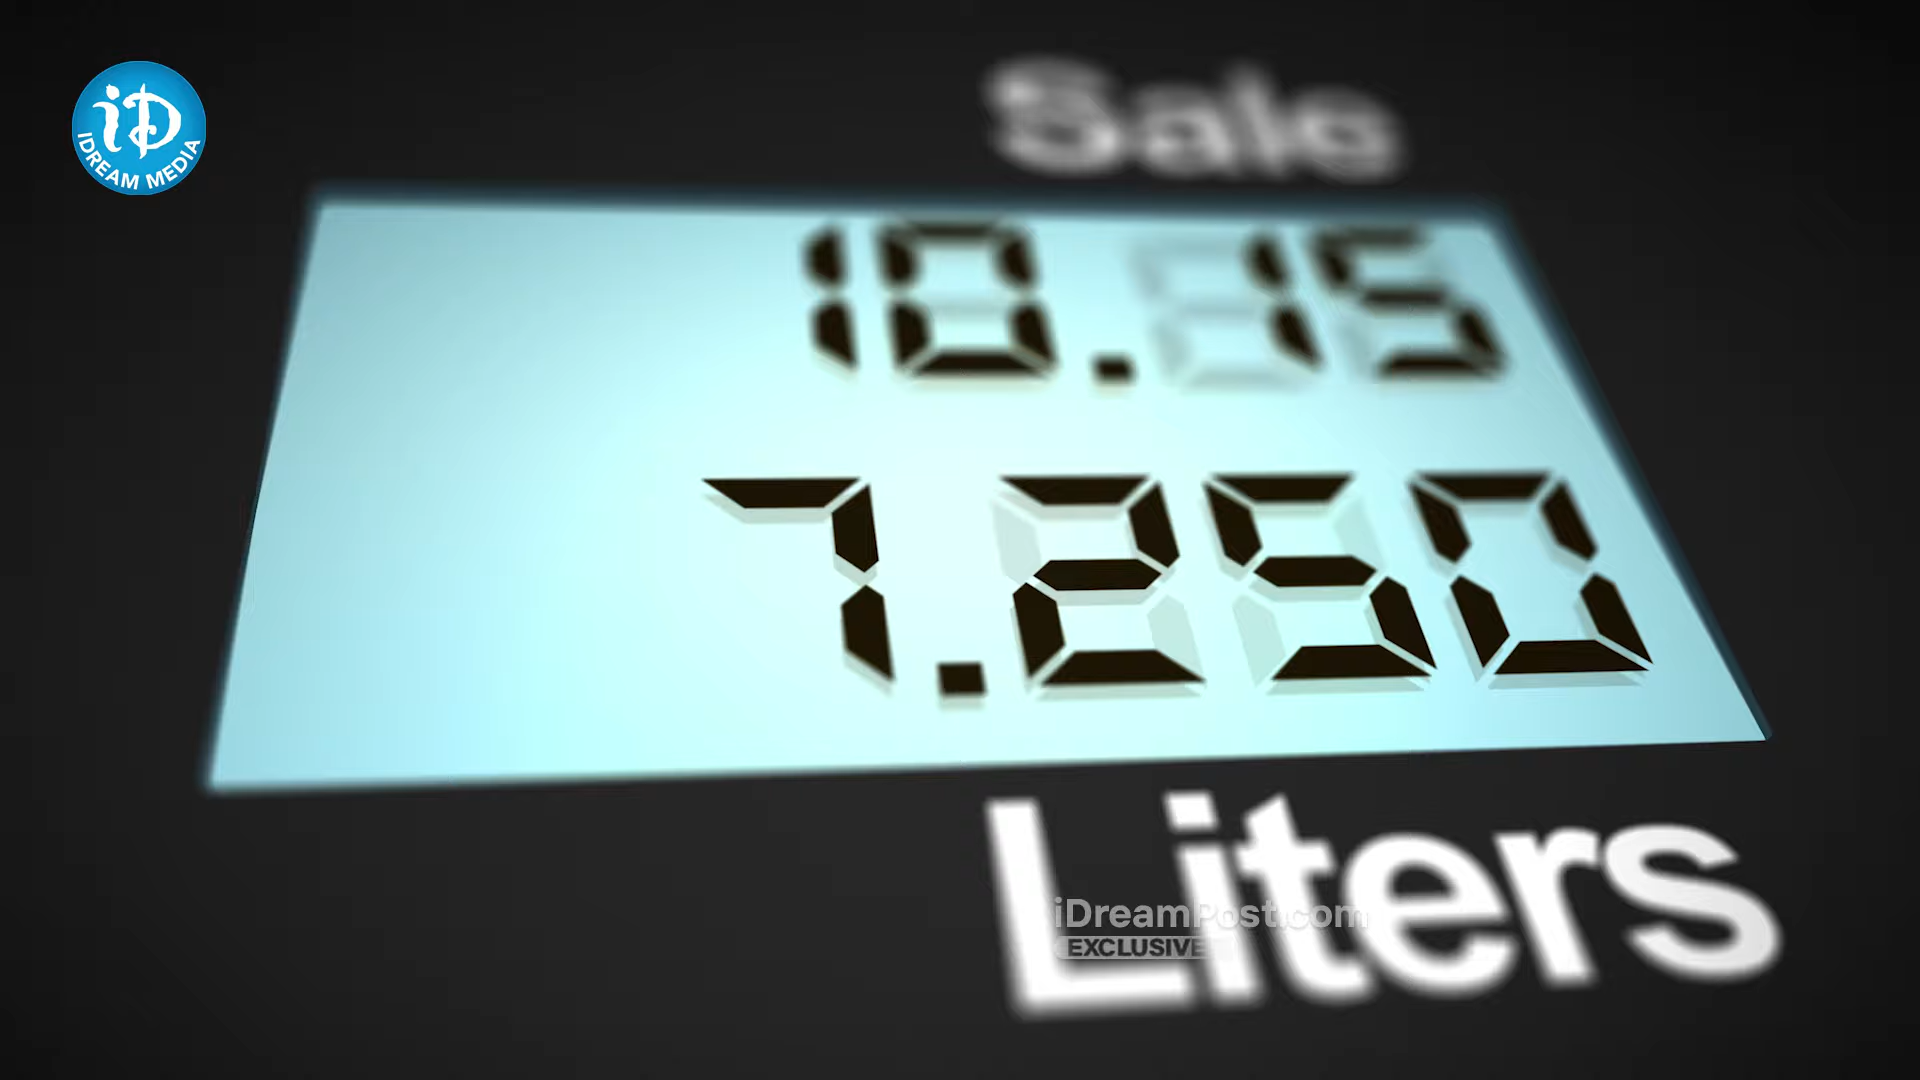 iD
IDREAM MEDIA
Sale
10.15
7.250
Liters
iDreamPost.com
EXCLUSIVE